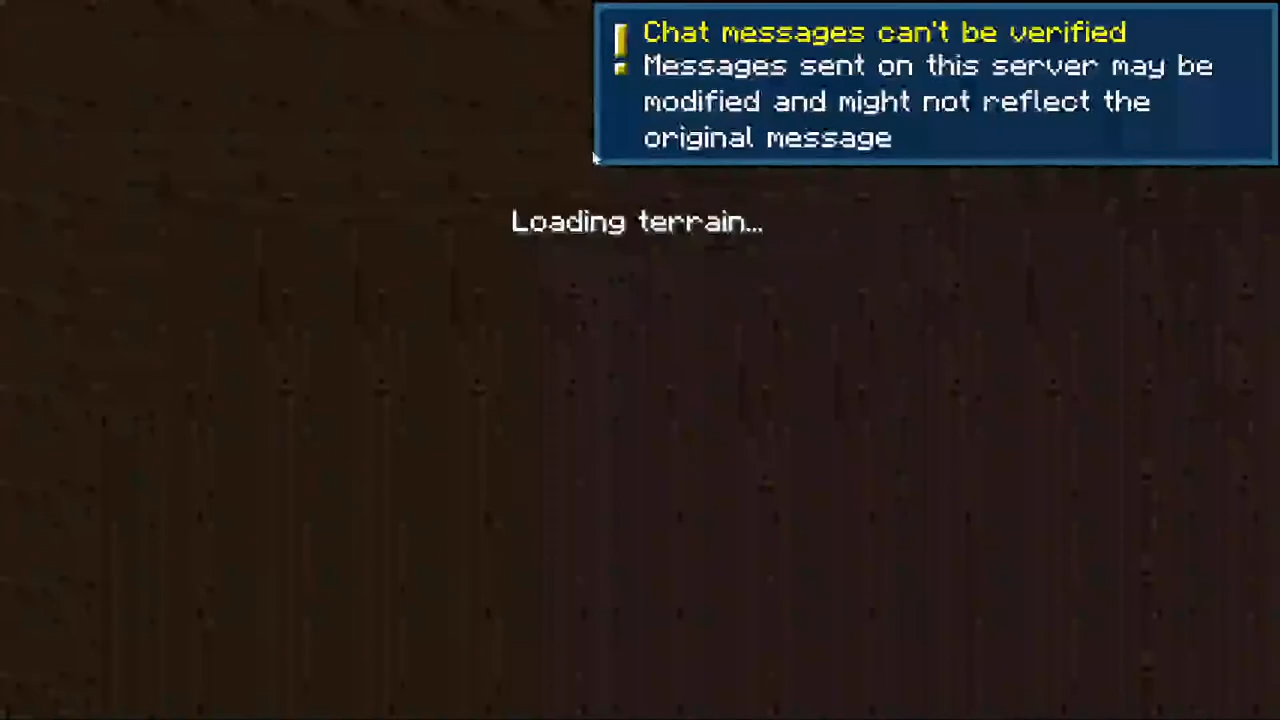 Chat messages can't be verified
Messages sent on this server may be
modified and might not reflect the
original message
Loading terrain...